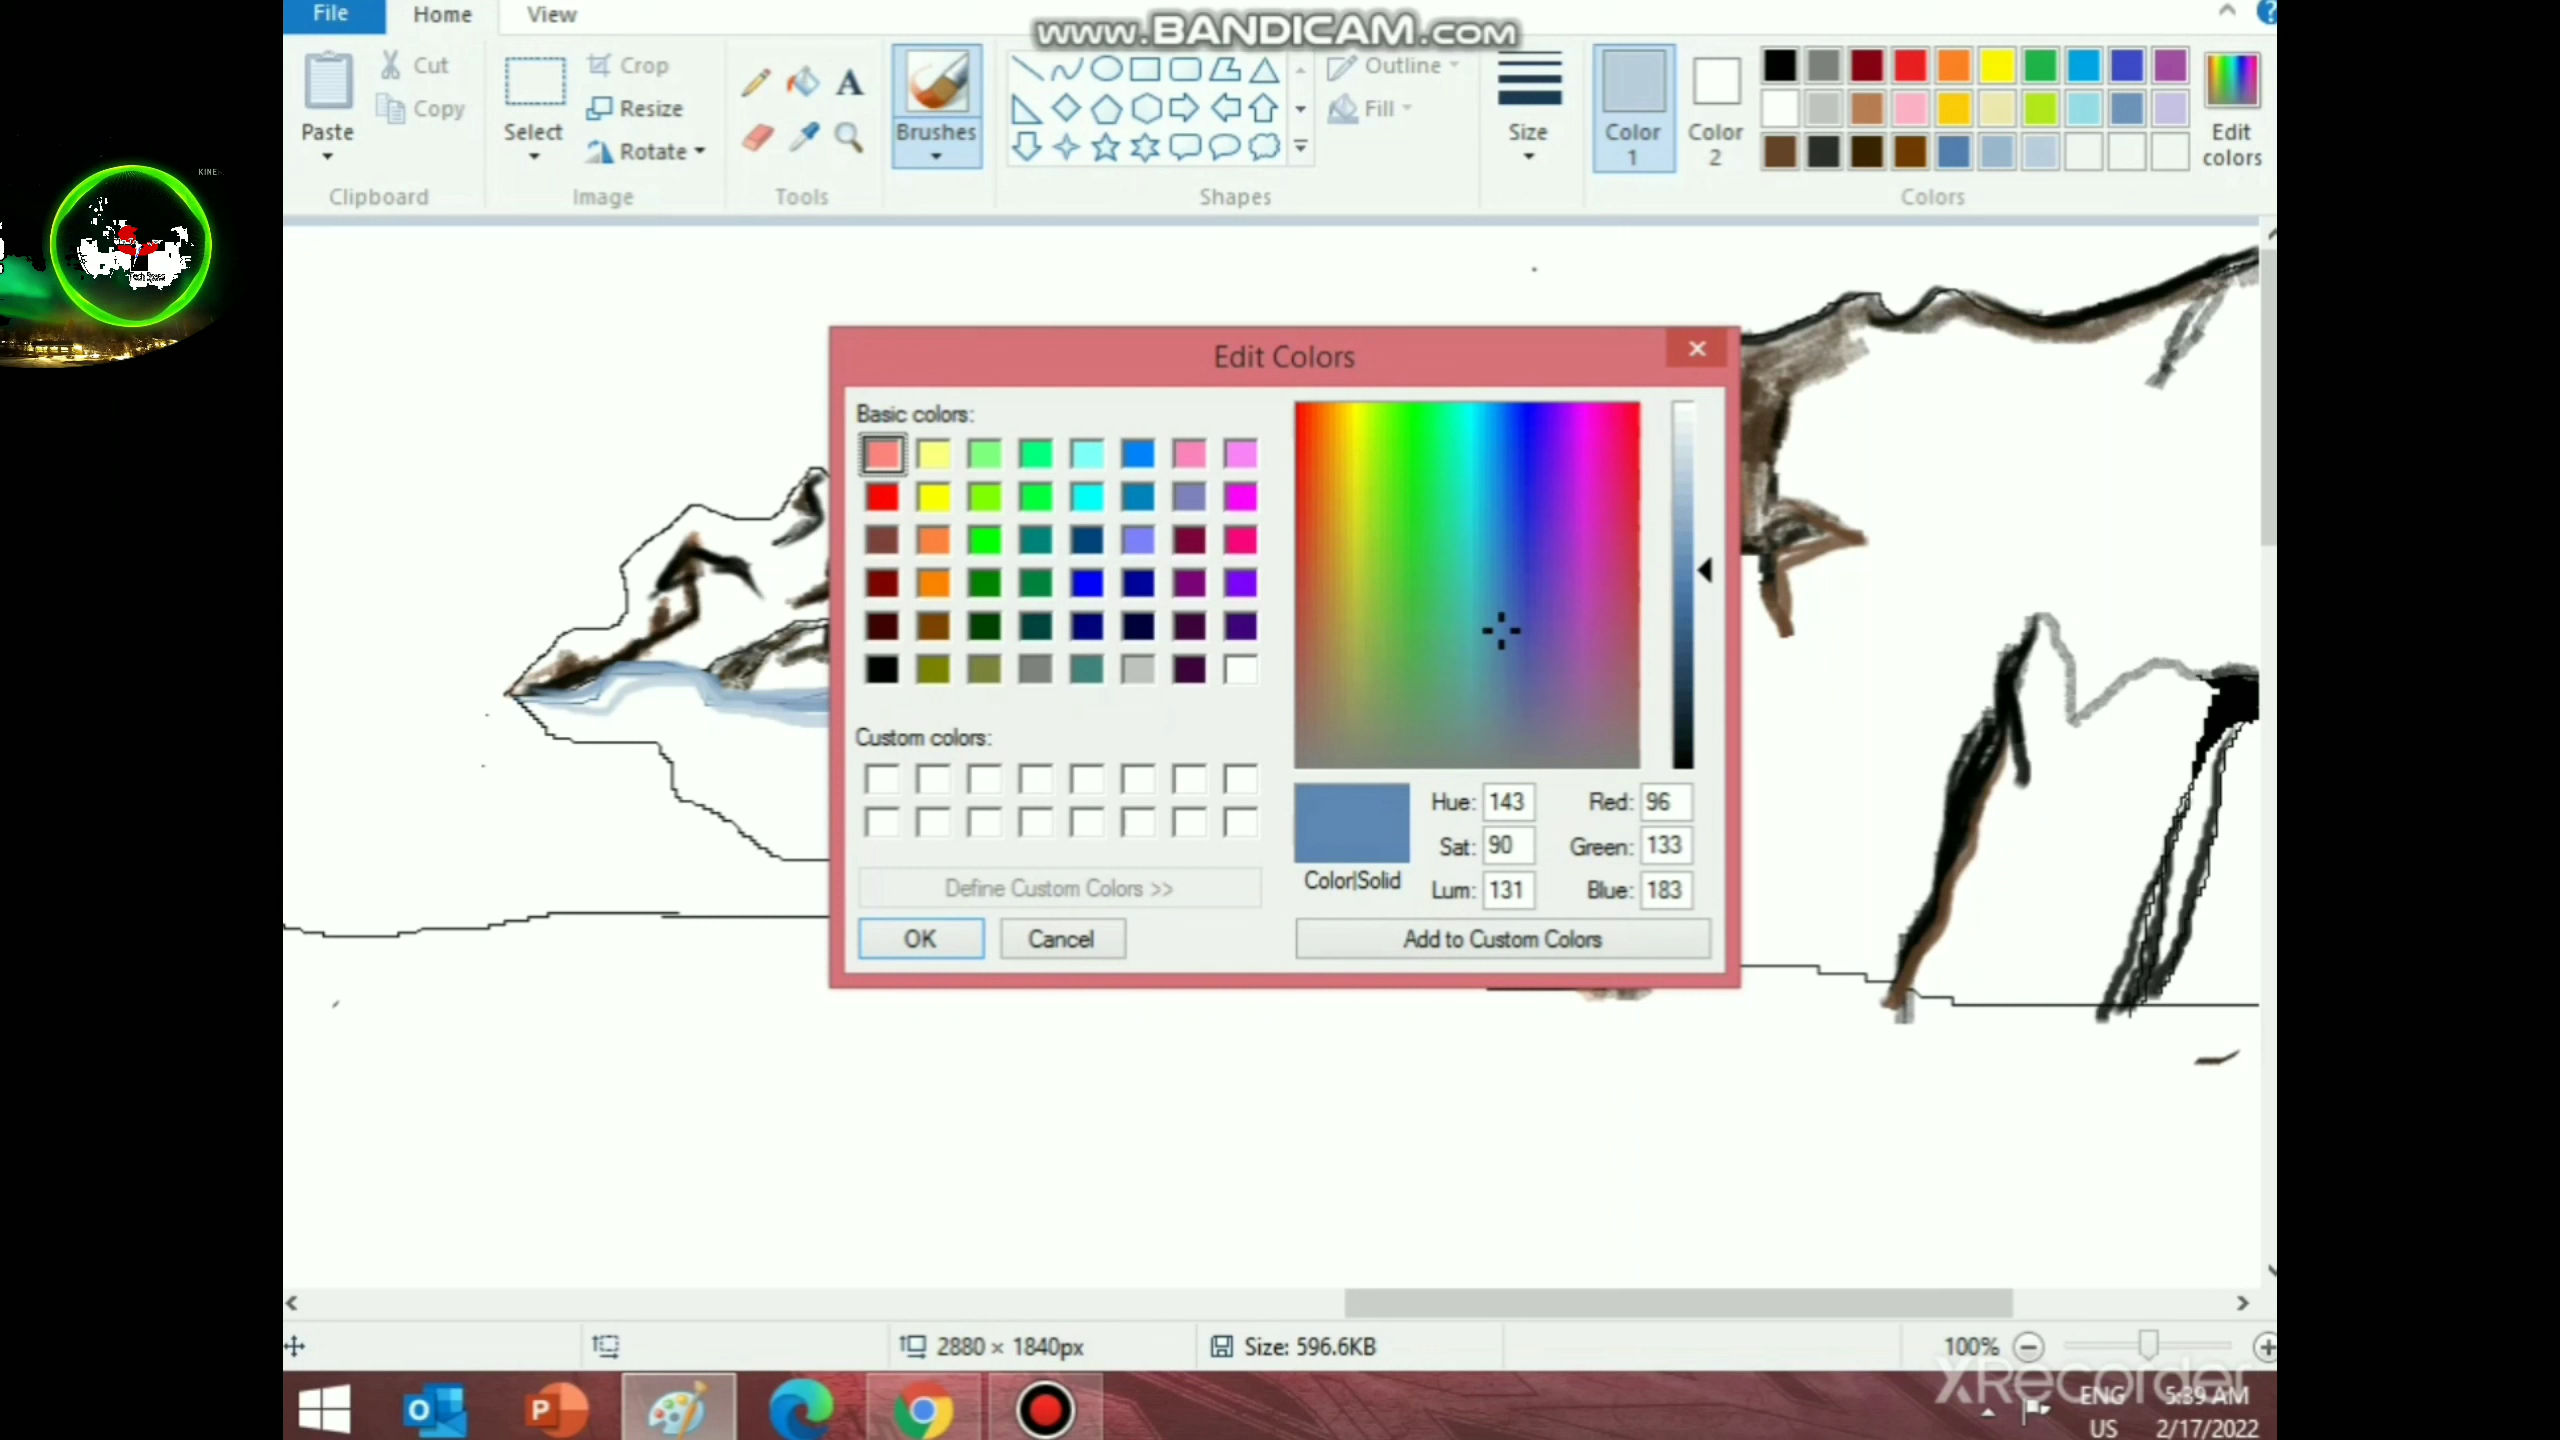 File Home View
www.BANDICAM.com
KINE
Paste
Cut
Copy
Clipboard
Select
Crop
Resize
Rotate
Image
A
Tools
Brushes
Shapes
Outline
Fill
Size
Color
1
Color
2
Edit
colors
Colors
Edit Colors
Basic colors:
Custom colors:
Define Custom Colors >>
OK Cancel
Color|Solid
Hue: 143 Red: 96
Sat: 90 Green: 133
Lum: 131 Blue: 183
Add to Custom Colors
2880 × 1840px
Size: 596.6KB
100%
XRecorder
ENG 5:39 AM
US 2/17/2022